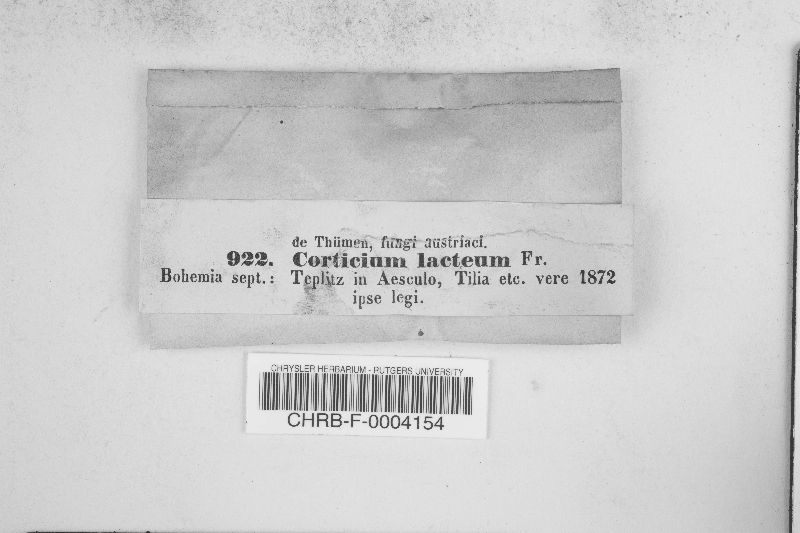 de Thümen, fungi austriaci.
922. Corticium lacteum Fr.
Bohemia sept.: Teplitz in Aesculo, Tilia etc. vere 1872
ipse legi.
CHRYSLER HERBARIUM - RUTGERS UNIVERSITY
CHRB-F-0004154